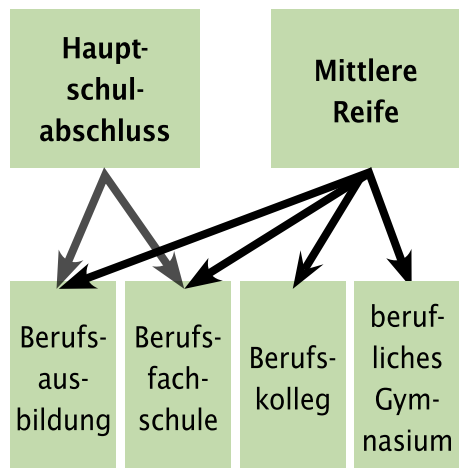 Haupt-
schul-
abschluss
Mittlere
Reife
Berufs-
aus-
bildung
Berufs-
fach-
schule
Berufs-
kolleg
beruf-
liches
Gym-
nasium